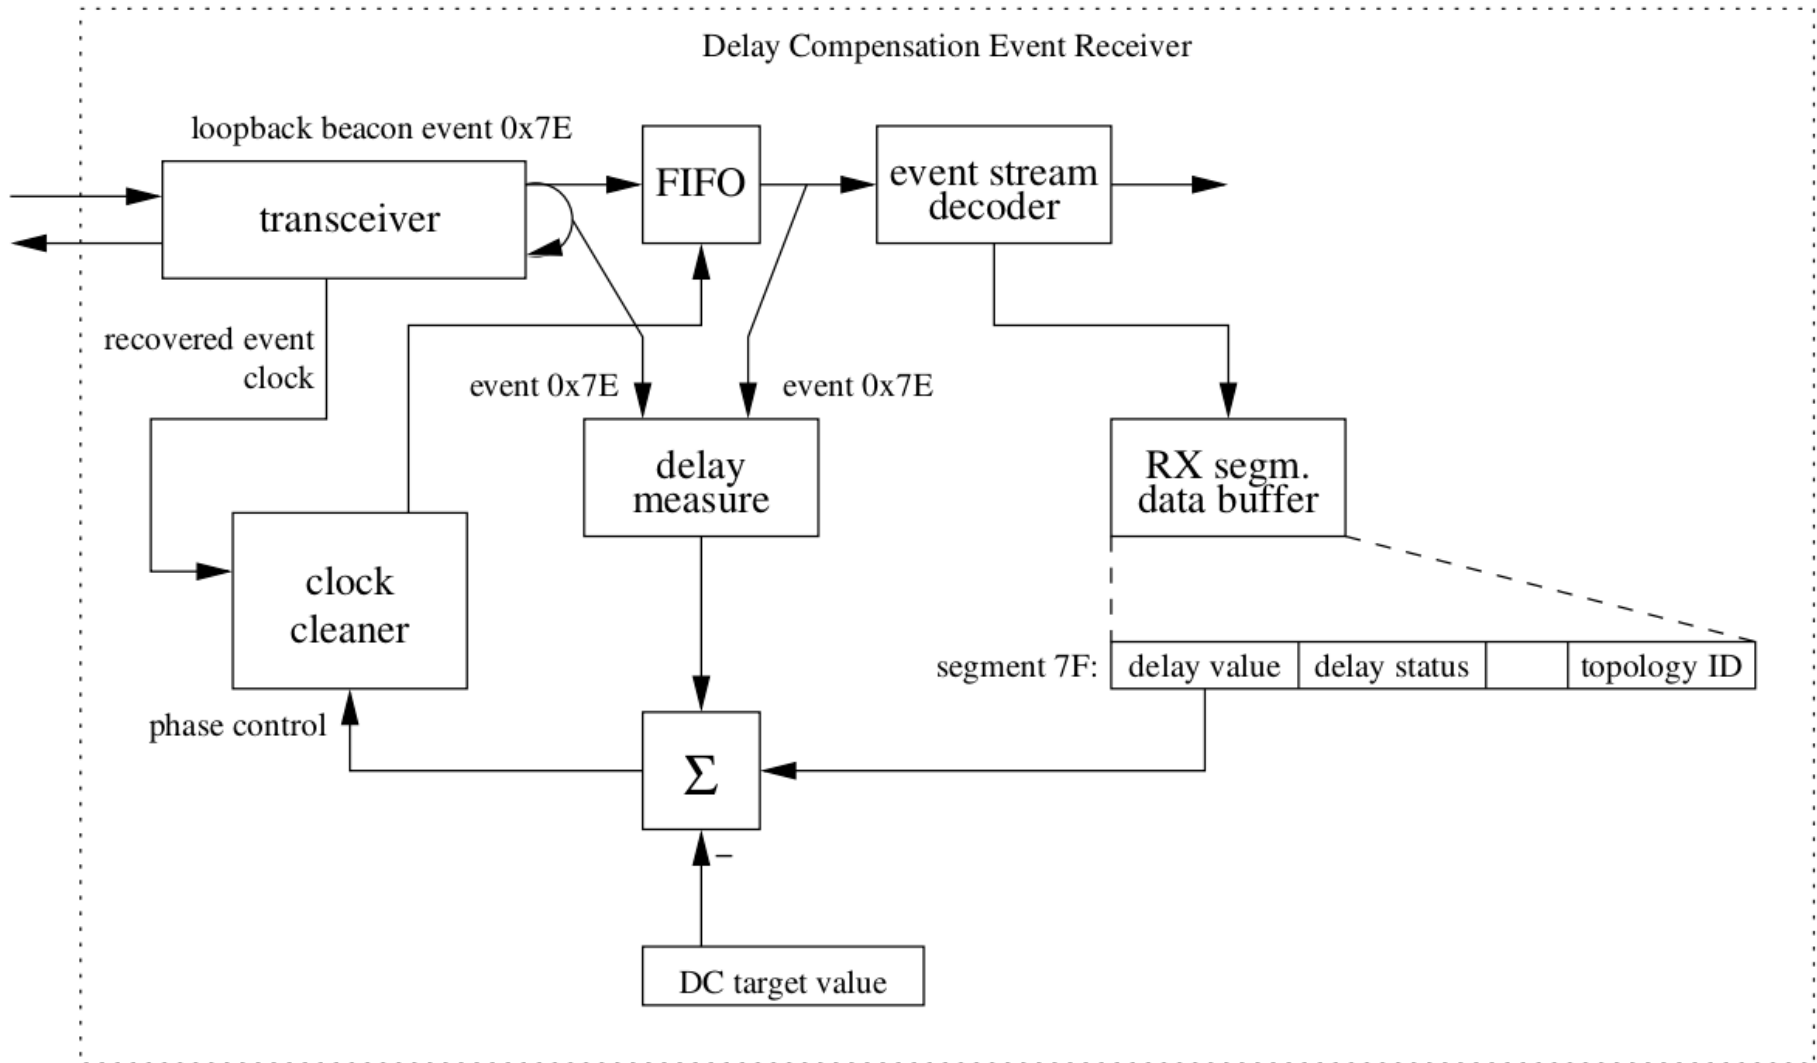 Delay Compensation Event Receiver
loopback beacon event 0x7E
transceiver
FIFO
event stream
decoder
recovered event
clock
event 0x7E
event 0x7E
delay
measure
RX segm.
data buffer
clock
cleaner
segment 7F:
delay value
delay status
topology ID
phase control
Σ
–
DC target value